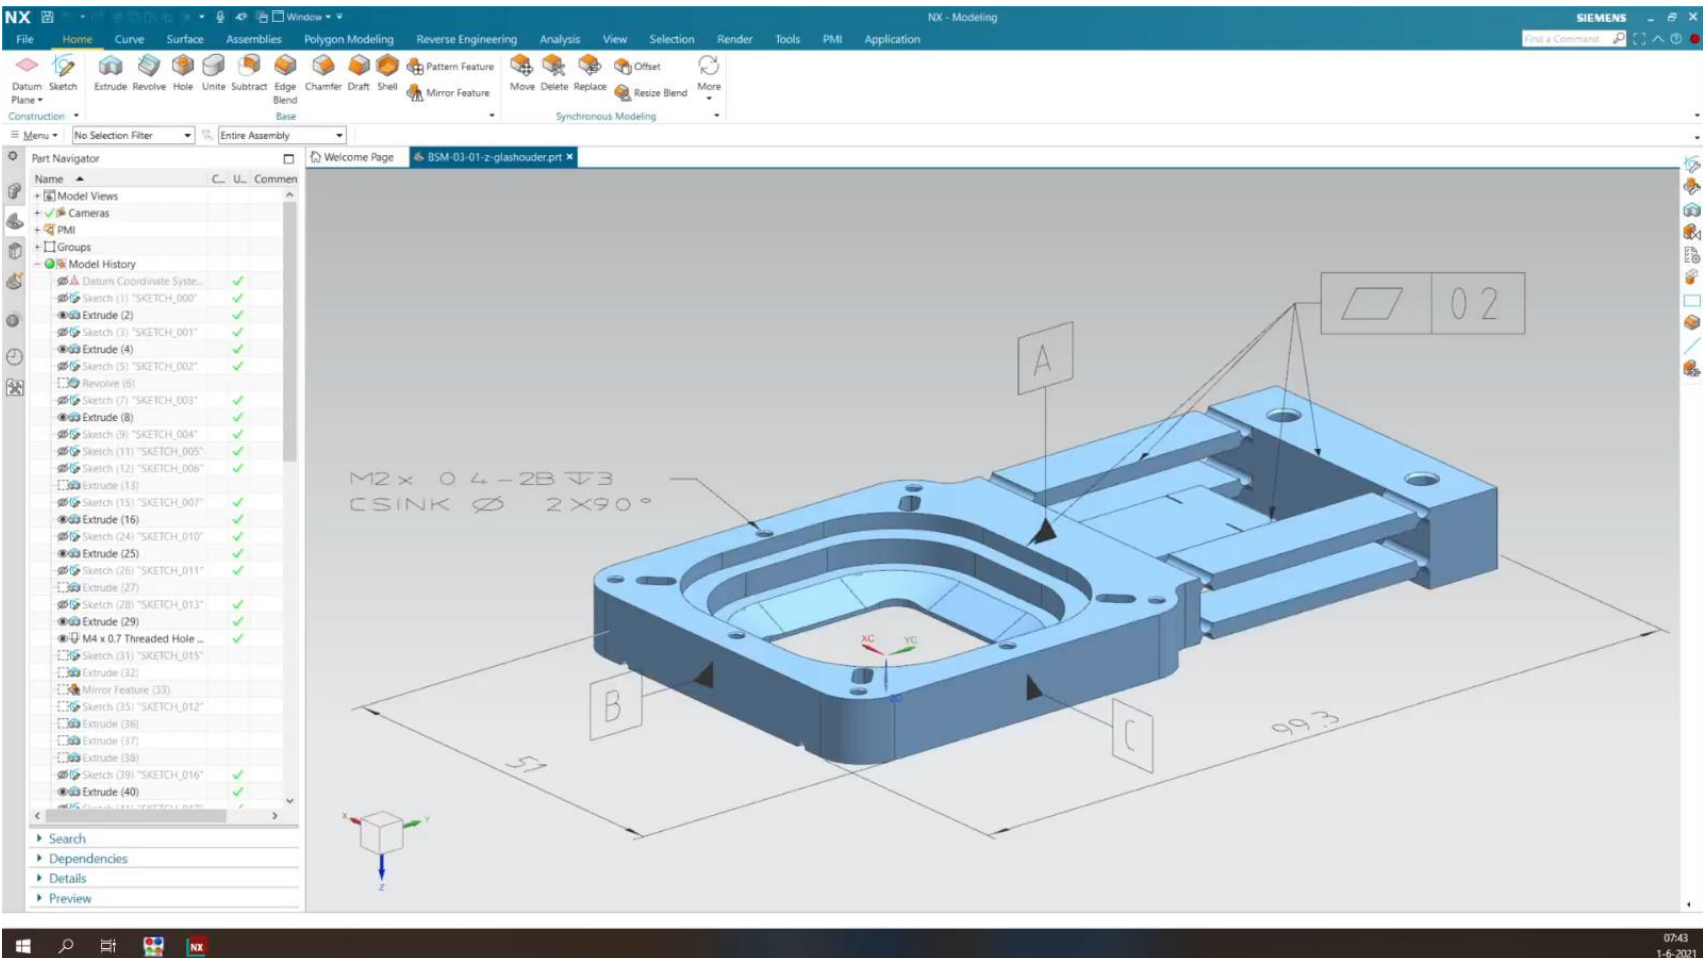 NX Window NX - Modeling SIEMENS
File Home Curve Surface Assemblies Polygon Modeling Reverse Engineering Analysis View Selection Render Tools PMI Application Find a Command
Pattern Feature Offset
Datum Plane Sketch Extrude Revolve Hole Unite Subtract Edge Blend Chamfer Draft Shell Mirror Feature Move Delete Replace Resize Blend More
Construction Base Synchronous Modeling
Menu No Selection Filter Entire Assembly
Part Navigator Welcome Page BSM-03-01-z-glashouder.prt
Name C... U... Commen
Model Views
Cameras
PMI
Groups
Model History
Datum Coordinate Syste...
Sketch (1) "SKETCH_000"
Extrude (2)
Sketch (3) "SKETCH_001"
Extrude (4)
Sketch (5) "SKETCH_002"
Revolve (6)
Sketch (7) "SKETCH_003"
Extrude (8)
Sketch (9) "SKETCH_004"
Sketch (11) "SKETCH_005"
Sketch (12) "SKETCH_006"
Extrude (13)
Sketch (15) "SKETCH_007"
Extrude (16)
Sketch (24) "SKETCH_010"
Extrude (25)
Sketch (26) "SKETCH_011"
Extrude (27)
Sketch (28) "SKETCH_013"
Extrude (29)
M4 x 0.7 Threaded Hole ...
Sketch (31) "SKETCH_015"
Extrude (32)
Mirror Feature (33)
Sketch (35) "SKETCH_012"
Extrude (36)
Extrude (37)
Extrude (38)
Sketch (39) "SKETCH_016"
Extrude (40)
Search
Dependencies
Details
Preview
0 2
A
M2 x 0 4 - 2B ↧3
CSINK Ø 2X90°
XC YC
ZC
B
C
51
99.3
X Y
Z
NX
07:43
1-6-2021